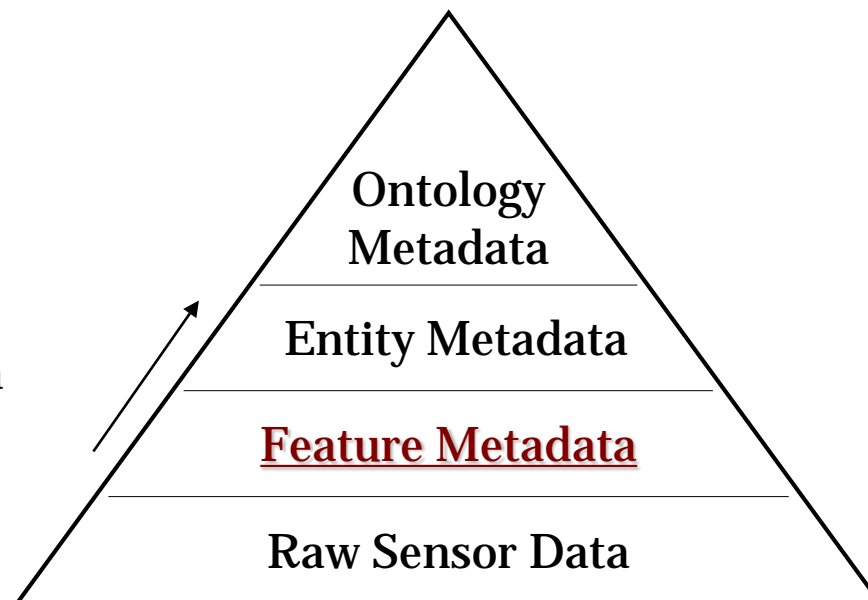 Ontology
Metadata
Entity Metadata
Feature Metadata
Raw Sensor Data